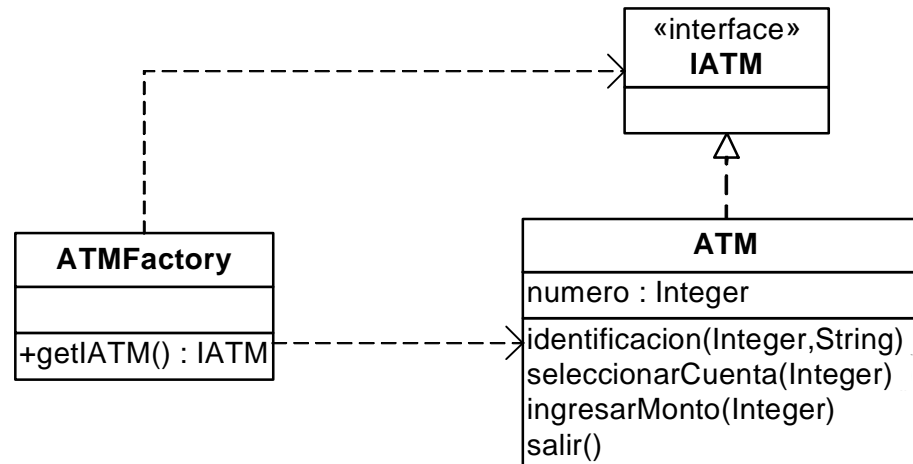 «interface»
IATM
ATMFactory
+getIATM() : IATM
ATM
numero : Integer
identificacion(Integer,String)
seleccionarCuenta(Integer)
ingresarMonto(Integer)
salir()